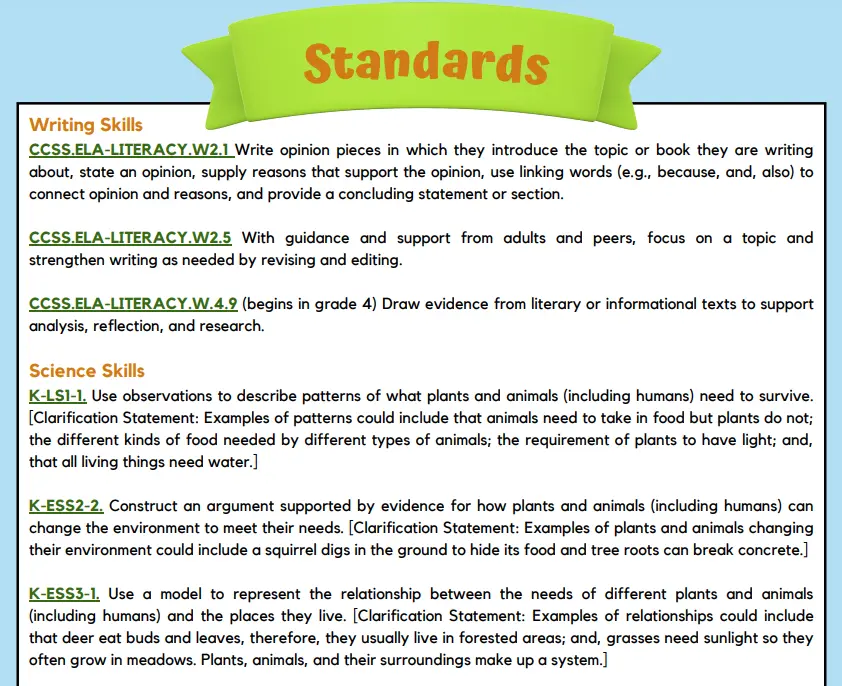 Standards
Writing Skills
CCSS.ELA-LITERACY.W2.1 Write opinion pieces in which they introduce the topic or book they are writing
about, state an opinion, supply reasons that support the opinion, use linking words (e.g., because, and, also) to
connect opinion and reasons, and provide a concluding statement or section.
CCSS.ELA-LITERACY.W2.5 With guidance and support from adults and peers, focus on a topic and
strengthen writing as needed by revising and editing.
CCSS.ELA-LITERACY.W.4.9 (begins in grade 4) Draw evidence from literary or informational texts to support
analysis, reflection, and research.
Science Skills
K-LS1-1. Use observations to describe patterns of what plants and animals (including humans) need to survive.
[Clarification Statement: Examples of patterns could include that animals need to take in food but plants do not;
the different kinds of food needed by different types of animals; the requirement of plants to have light; and,
that all living things need water.]
K-ESS2-2. Construct an argument supported by evidence for how plants and animals (including humans) can
change the environment to meet their needs. [Clarification Statement: Examples of plants and animals changing
their environment could include a squirrel digs in the ground to hide its food and tree roots can break concrete.]
K-ESS3-1. Use a model to represent the relationship between the needs of different plants and animals
(including humans) and the places they live. [Clarification Statement: Examples of relationships could include
that deer eat buds and leaves, therefore, they usually live in forested areas; and, grasses need sunlight so they
often grow in meadows. Plants, animals, and their surroundings make up a system.]